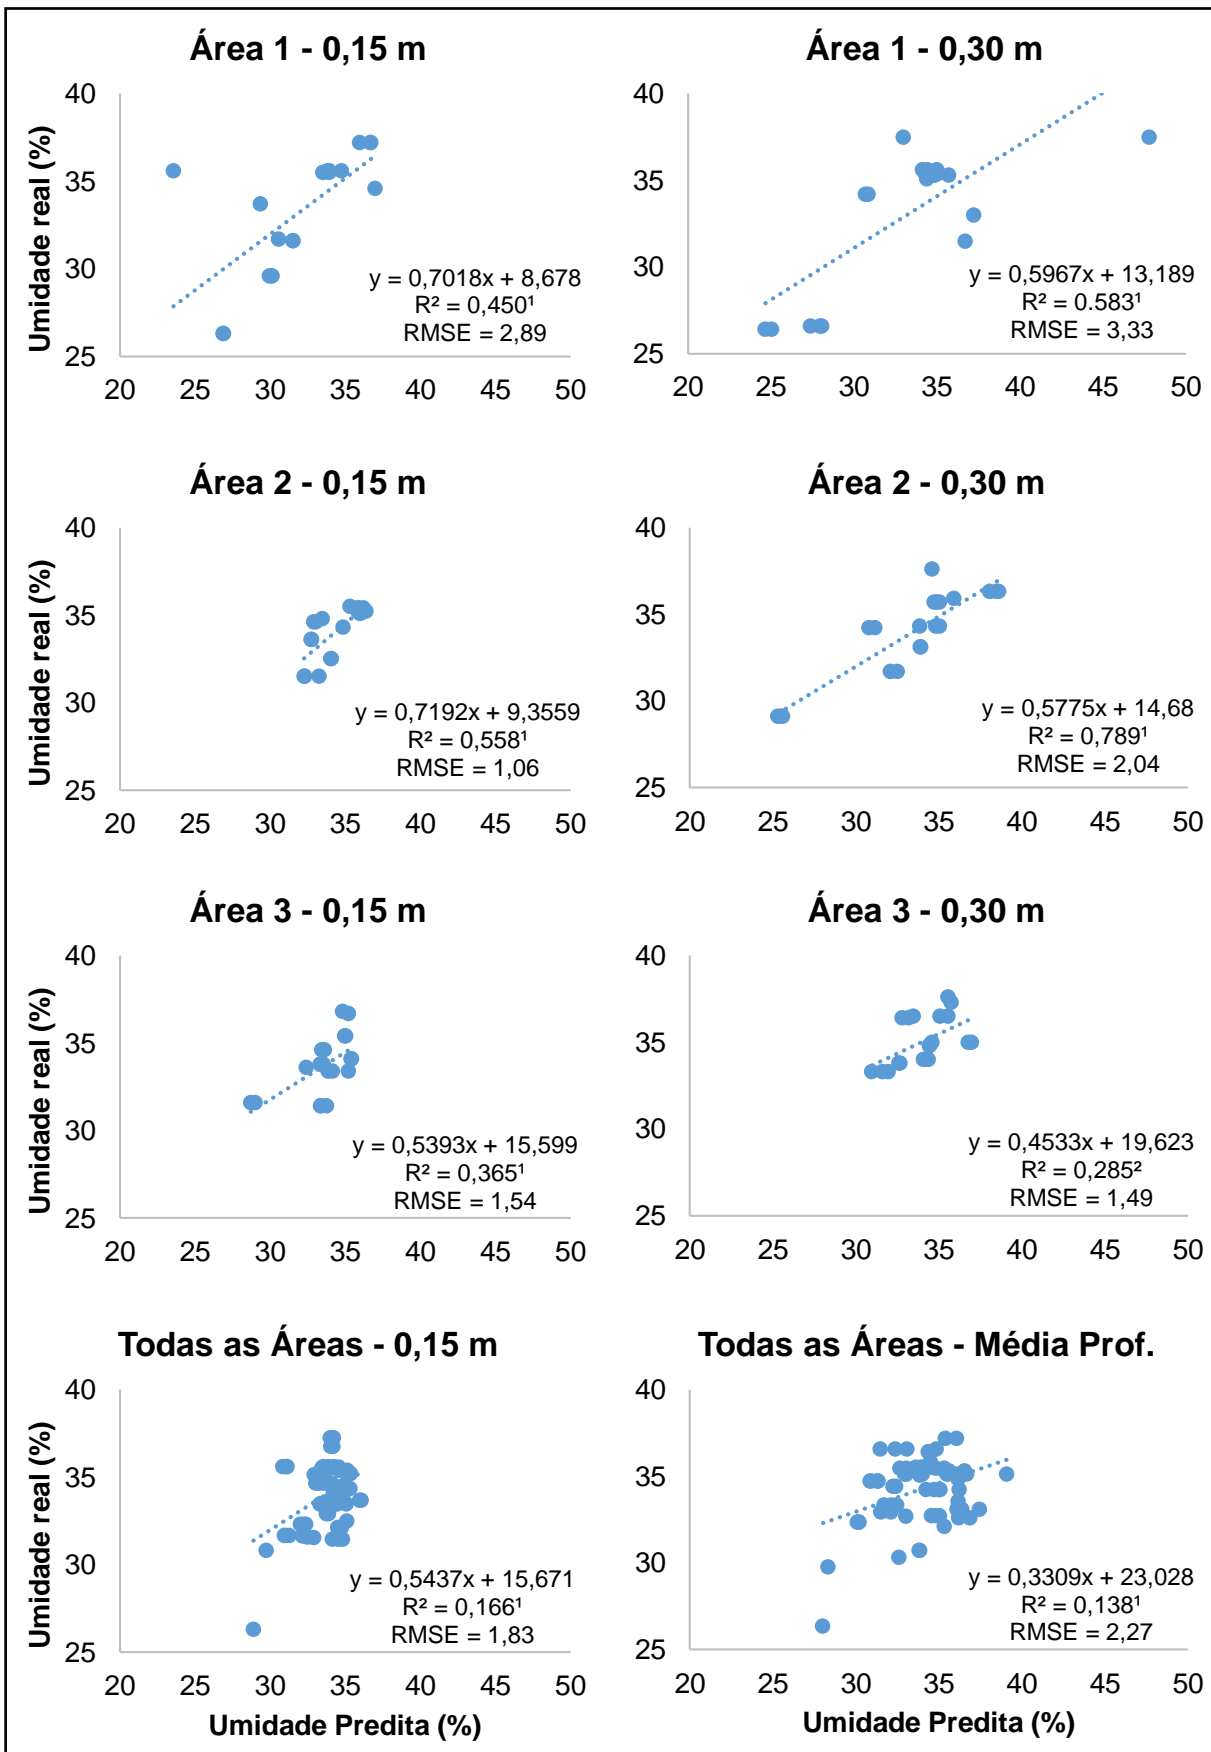 Área 1 - 0,15 m
Umidade real (%)
40
35
30
25
20 25 30 35 40 45 50
y = 0,7018x + 8,678
R² = 0,450¹
RMSE = 2,89
Área 1 - 0,30 m
40
35
30
25
20 25 30 35 40 45 50
y = 0,5967x + 13,189
R² = 0.583¹
RMSE = 3,33
Área 2 - 0,15 m
Umidade real (%)
40
35
30
25
20 25 30 35 40 45 50
y = 0,7192x + 9,3559
R² = 0,558¹
RMSE = 1,06
Área 2 - 0,30 m
40
35
30
25
20 25 30 35 40 45 50
y = 0,5775x + 14,68
R² = 0,789¹
RMSE = 2,04
Área 3 - 0,15 m
Umidade real (%)
40
35
30
25
20 25 30 35 40 45 50
y = 0,5393x + 15,599
R² = 0,365¹
RMSE = 1,54
Área 3 - 0,30 m
40
35
30
25
20 25 30 35 40 45 50
y = 0,4533x + 19,623
R² = 0,285²
RMSE = 1,49
Todas as Áreas - 0,15 m
Umidade real (%)
40
35
30
25
20 25 30 35 40 45 50
y = 0,5437x + 15,671
R² = 0,166¹
RMSE = 1,83
Umidade Predita (%)
Todas as Áreas - Média Prof.
40
35
30
25
20 25 30 35 40 45 50
y = 0,3309x + 23,028
R² = 0,138¹
RMSE = 2,27
Umidade Predita (%)